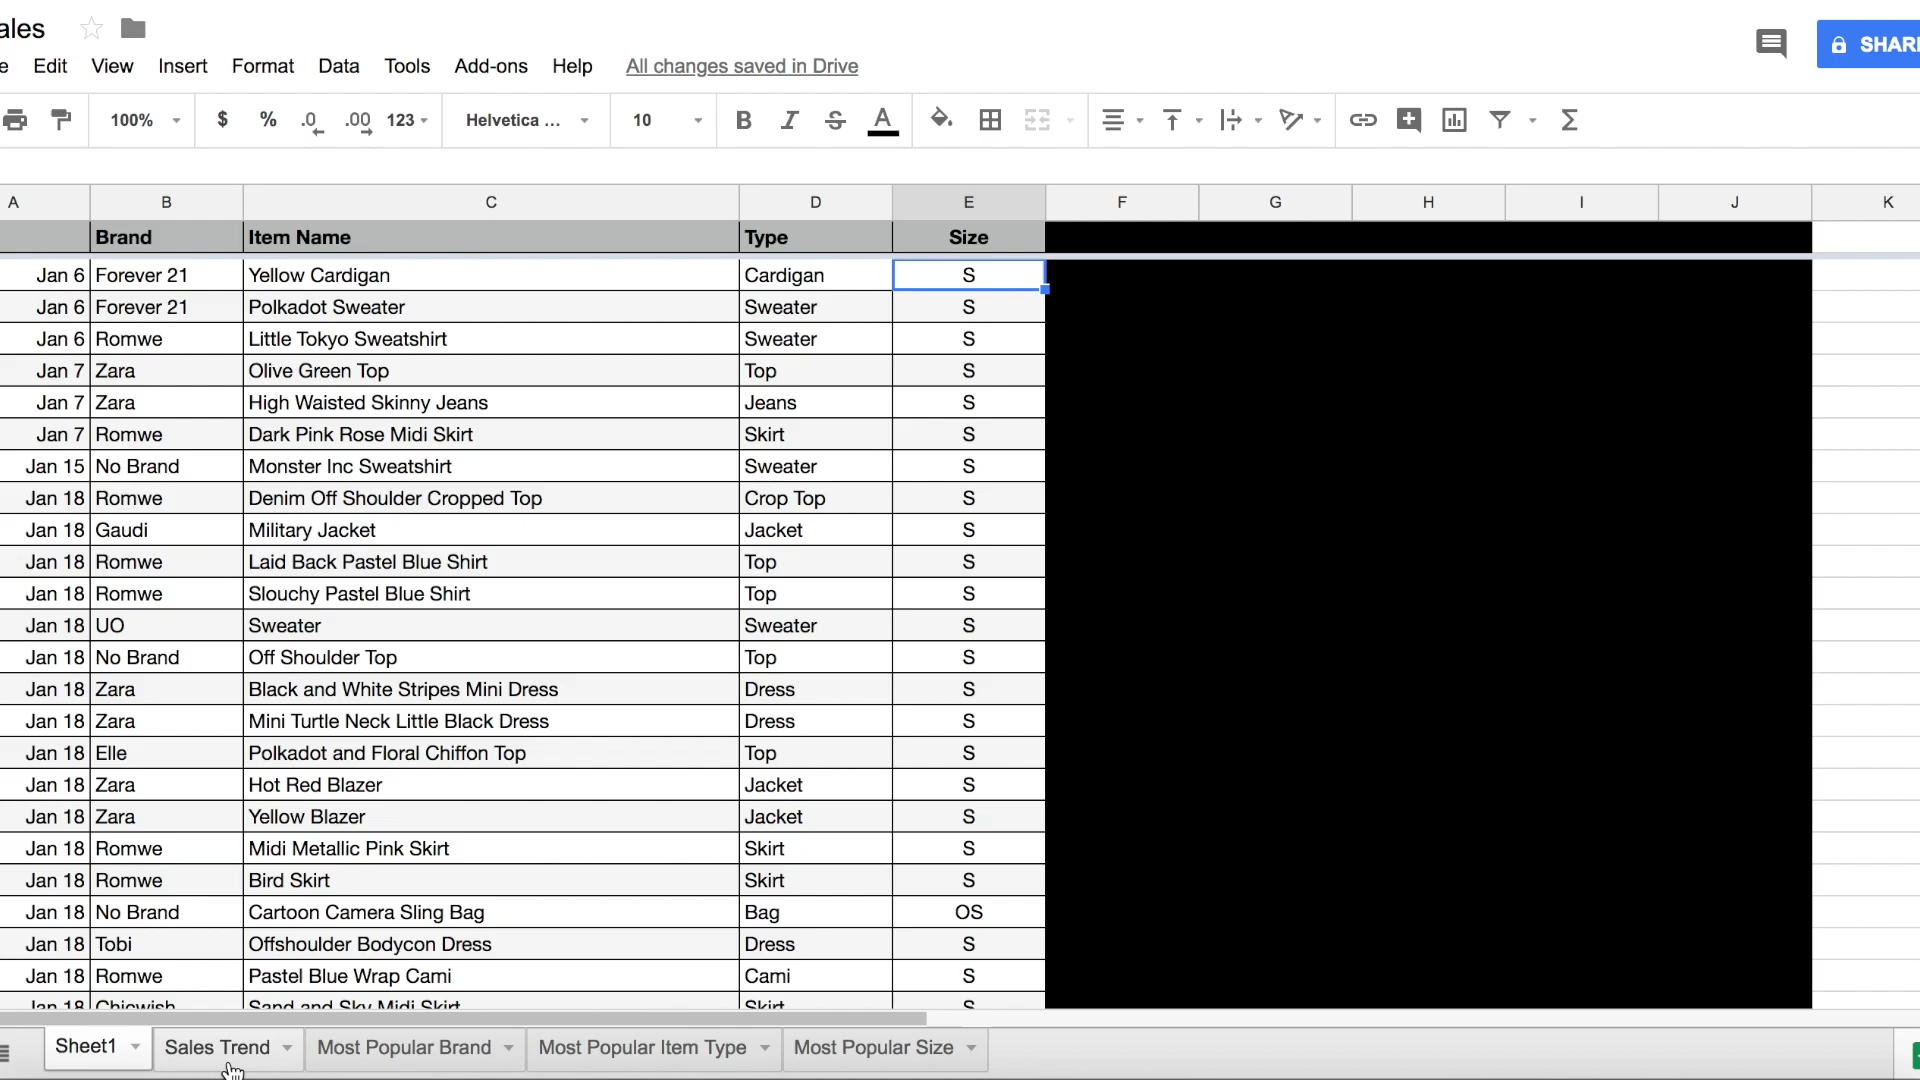 ales
e Edit View Insert Format Data Tools Add-ons Help All changes saved in Drive
SHAR
100% $ % .0 .00 123 Helvetica ... 10 B I S A Σ
A B C D E F G H I J K
Brand Item Name Type Size
Jan 6 Forever 21 Yellow Cardigan Cardigan S
Jan 6 Forever 21 Polkadot Sweater Sweater S
Jan 6 Romwe Little Tokyo Sweatshirt Sweater S
Jan 7 Zara Olive Green Top Top S
Jan 7 Zara High Waisted Skinny Jeans Jeans S
Jan 7 Romwe Dark Pink Rose Midi Skirt Skirt S
Jan 15 No Brand Monster Inc Sweatshirt Sweater S
Jan 18 Romwe Denim Off Shoulder Cropped Top Crop Top S
Jan 18 Gaudi Military Jacket Jacket S
Jan 18 Romwe Laid Back Pastel Blue Shirt Top S
Jan 18 Romwe Slouchy Pastel Blue Shirt Top S
Jan 18 UO Sweater Sweater S
Jan 18 No Brand Off Shoulder Top Top S
Jan 18 Zara Black and White Stripes Mini Dress Dress S
Jan 18 Zara Mini Turtle Neck Little Black Dress Dress S
Jan 18 Elle Polkadot and Floral Chiffon Top Top S
Jan 18 Zara Hot Red Blazer Jacket S
Jan 18 Zara Yellow Blazer Jacket S
Jan 18 Romwe Midi Metallic Pink Skirt Skirt S
Jan 18 Romwe Bird Skirt Skirt S
Jan 18 No Brand Cartoon Camera Sling Bag Bag OS
Jan 18 Tobi Offshoulder Bodycon Dress Dress S
Jan 18 Romwe Pastel Blue Wrap Cami Cami S
Jan 18 Chicwish Sand and Sky Midi Skirt Skirt S
Sheet1 Sales Trend Most Popular Brand Most Popular Item Type Most Popular Size